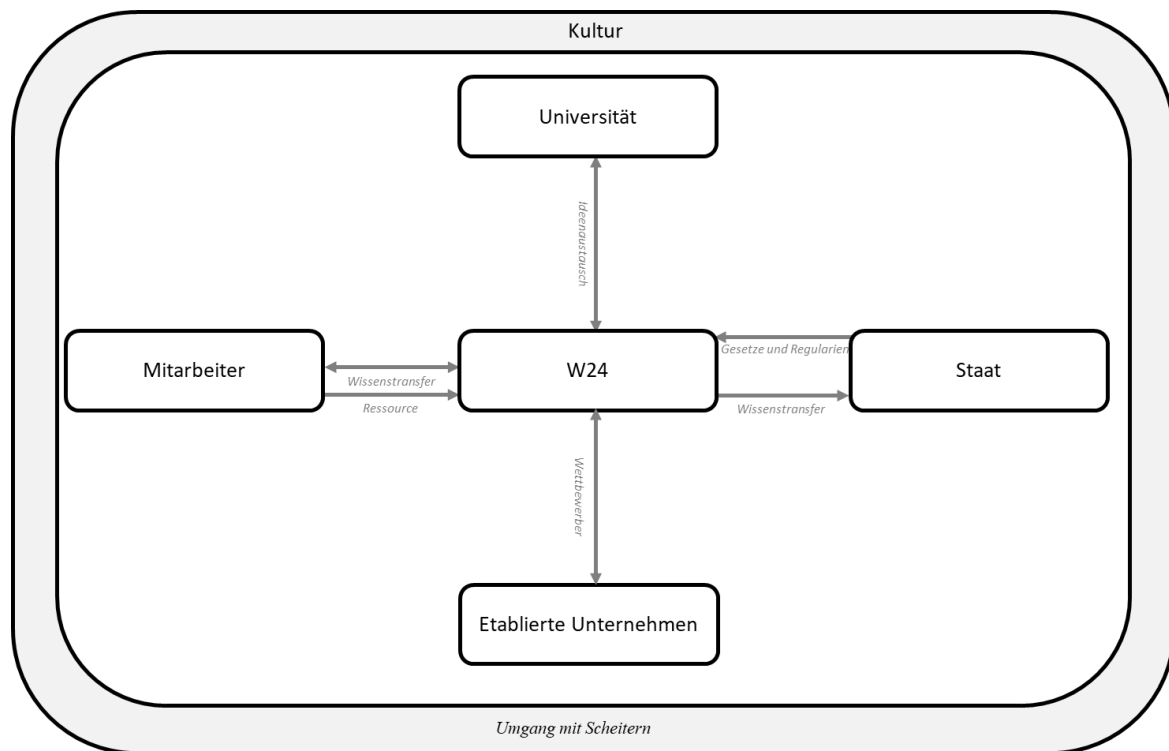 Kultur
Universität
Ideenaustausch
Mitarbeiter
Wissenstransfer
Ressource
W24
Gesetze und Regularien
Wissenstransfer
Staat
Wettbewerber
Etablierte Unternehmen
Umgang mit Scheitern